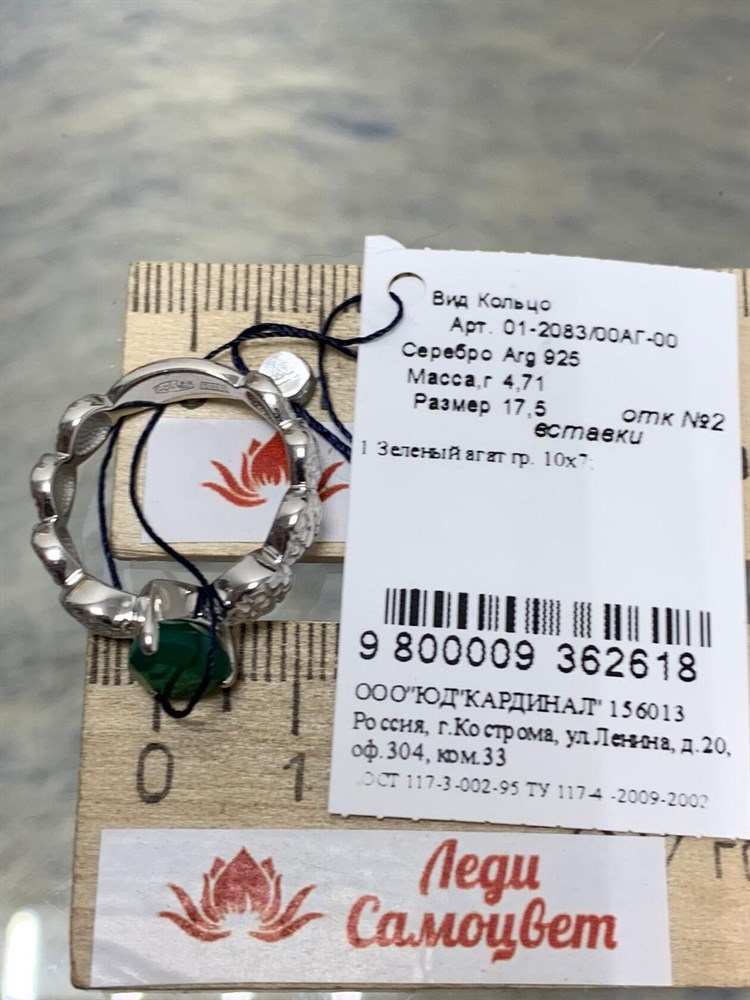 Вид Кольцо
Арт. 01-2083/00АГ-00
Серебро Arg 925
Масса,г 4,71
Размер 17,5
отк №2
вставки
1 Зеленый агат гр. 10x7;
9 800009 362618
ООО"ЮД"КАРДИНАЛ" 156013
Россия, г.Кострома, ул.Ленина, д.20,
оф.304, ком.33
ОСТ 117-3-002-95 ТУ 117-4 -2009-2002
0 1
Леди
Самоцвет